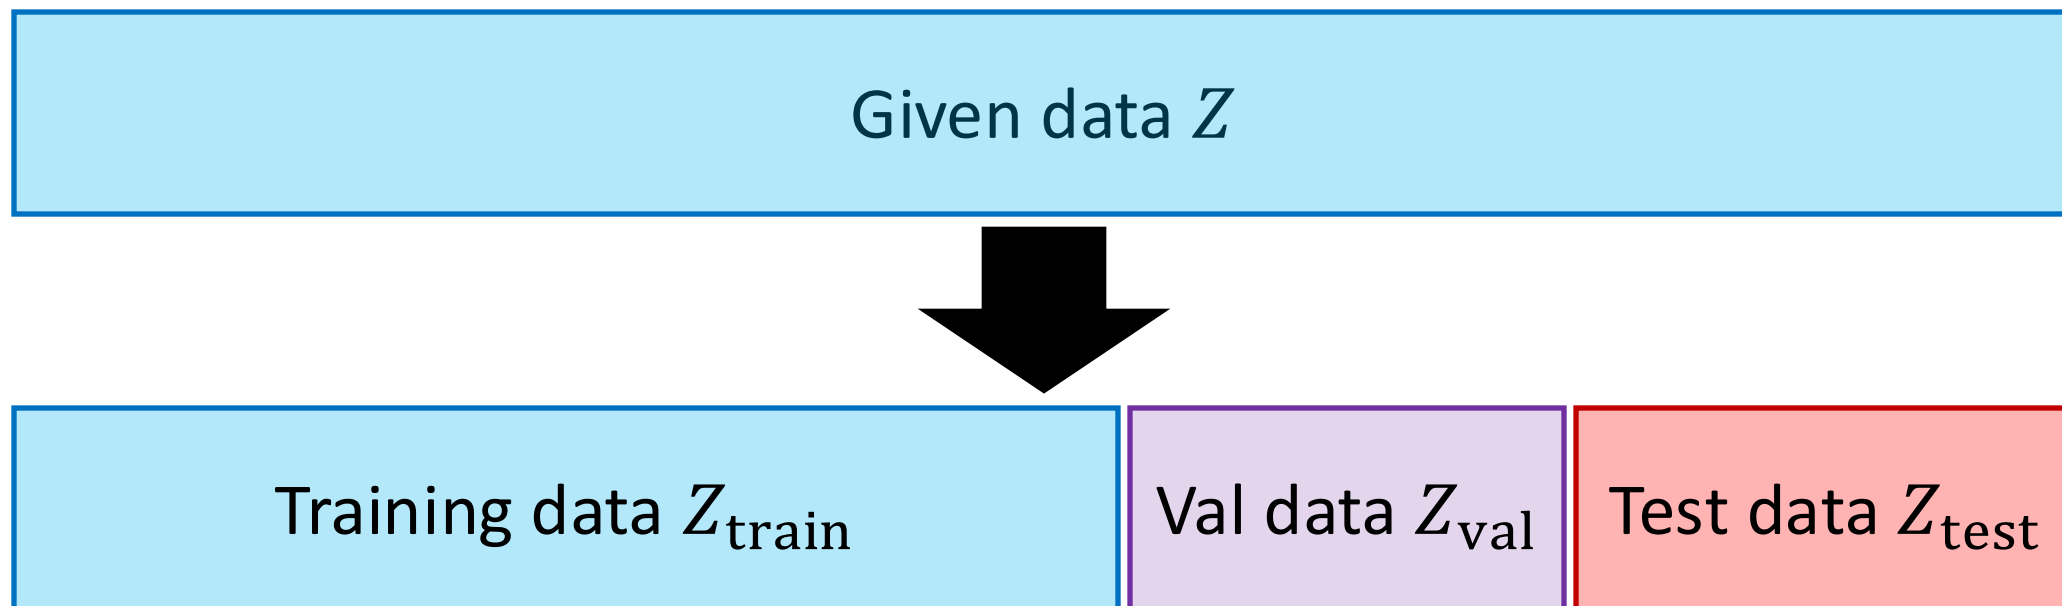 Given data Z
Training data Z_train
Val data Z_val
Test data Z_test